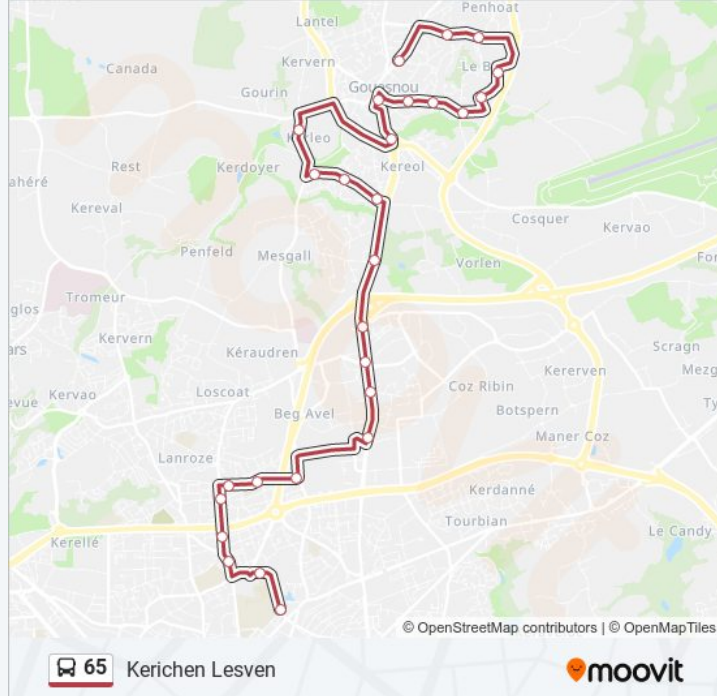 Penhoat
Lantel
Kervern
Canada
Le B
Gouesnou
Gourin
Kerleo
Rest
Kerdoyer
Kereol
ahéré
Kereval
Cosquer
Kervao
Penfeld
Mesgall
Vorlen
For
Tromeur
glos
Kervern
Scragn
ars
Kéraudren
Kererven
Mezg
Coz Ribin
Loscoat
Kervao
evue
Ty
Botspern
Beg Avel
Maner Coz
Lanroze
Kerdanné
Tourbian
Le Candy
Kerellé
© OpenStreetMap contributors | © OpenMapTiles
65 Kerichen Lesven
moovit